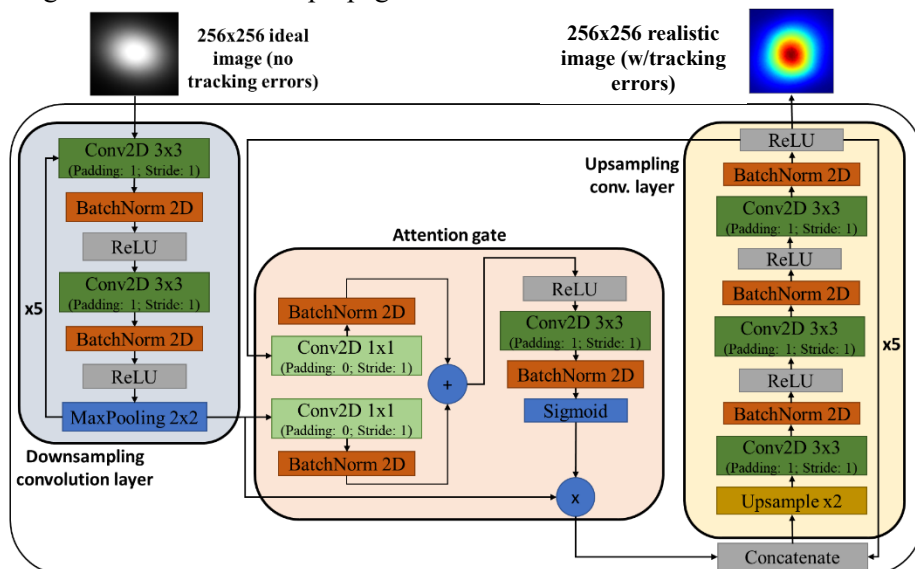 256x256 ideal
image (no
tracking errors)
256x256 realistic
image (w/tracking
errors)
Conv2D 3x3
(Padding: 1; Stride: 1)
BatchNorm 2D
ReLU
Conv2D 3x3
(Padding: 1; Stride: 1)
BatchNorm 2D
ReLU
MaxPooling 2x2
x5
Downsampling
convolution layer
Attention gate
BatchNorm 2D
Conv2D 1x1
(Padding: 0; Stride: 1)
Conv2D 1x1
(Padding: 0; Stride: 1)
BatchNorm 2D
+
ReLU
Conv2D 3x3
(Padding: 1; Stride: 1)
BatchNorm 2D
Sigmoid
x
Upsampling
conv. layer
ReLU
BatchNorm 2D
Conv2D 3x3
(Padding: 1; Stride: 1)
ReLU
BatchNorm 2D
Conv2D 3x3
(Padding: 1; Stride: 1)
ReLU
BatchNorm 2D
Conv2D 3x3
(Padding: 1; Stride: 1)
Upsample x2
x5
Concatenate